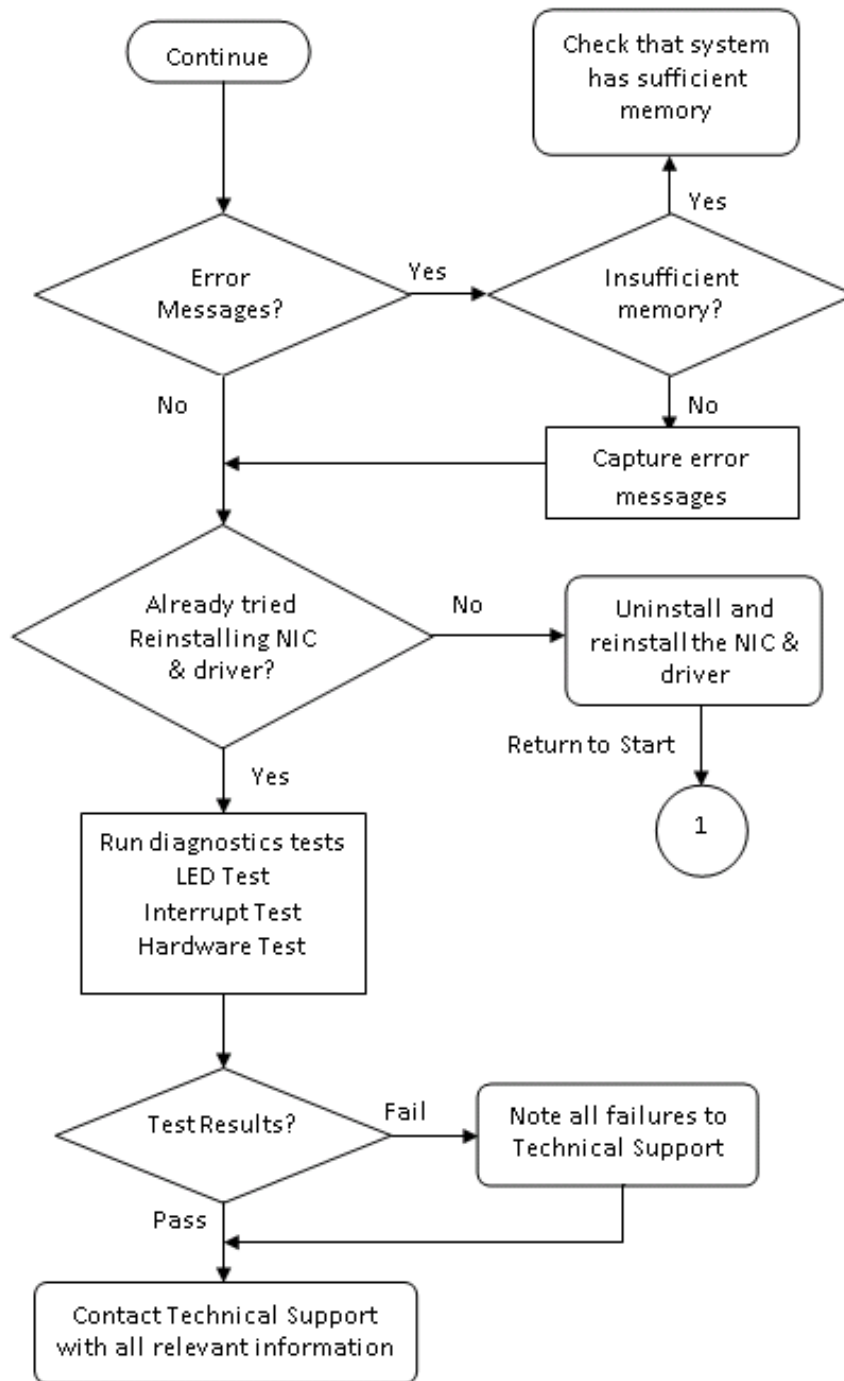 Continue
Check that system
has sufficient
memory
Yes
Error
Messages?
Yes
Insufficient
memory?
No
No
Capture error
messages
Already tried
Reinstalling NIC
& driver?
No
Uninstall and
reinstall the NIC &
driver
Return to Start
Yes
1
Run diagnostics tests
LED Test
Interrupt Test
Hardware Test
Test Results?
Fail
Note all failures to
Technical Support
Pass
Contact Technical Support
with all relevant information